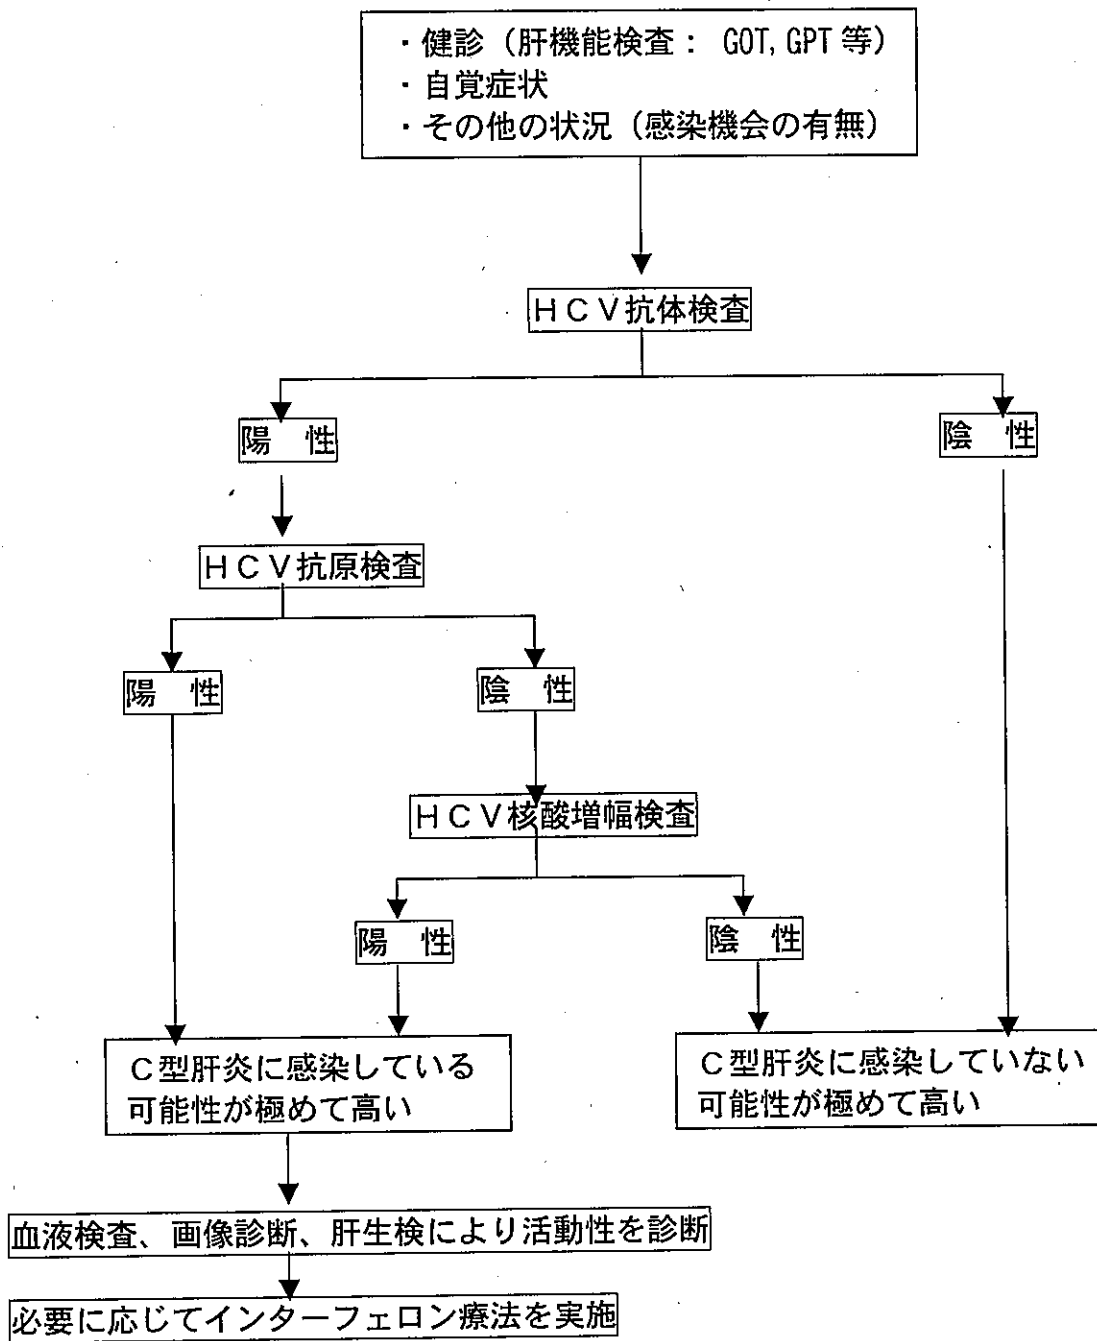 ・健診（肝機能検査： GOT, GPT 等）
・自覚症状
・その他の状況（感染機会の有無）
ＨＣＶ抗体検査
陽　性
陰　性
ＨＣＶ抗原検査
陽　性
陰　性
ＨＣＶ核酸増幅検査
陽　性
陰　性
Ｃ型肝炎に感染している
可能性が極めて高い
Ｃ型肝炎に感染していない
可能性が極めて高い
血液検査、画像診断、肝生検により活動性を診断
必要に応じてインターフェロン療法を実施